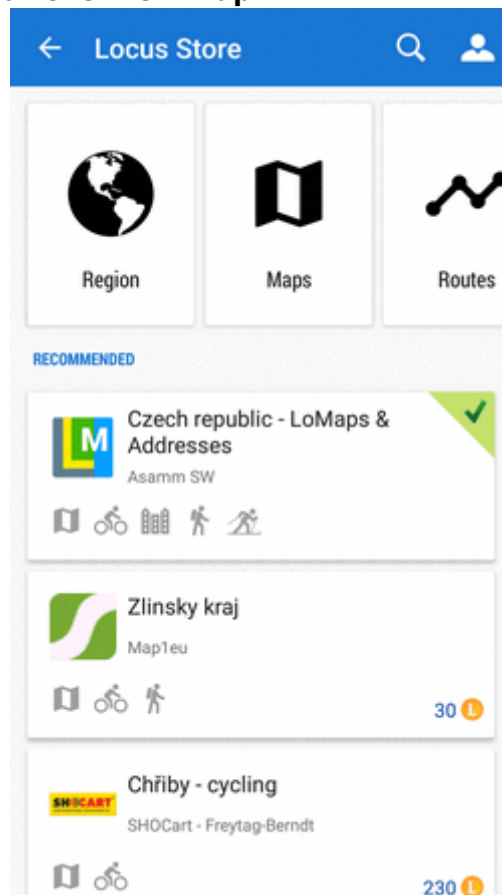 Locus Store
Region
Maps
Routes
RECOMMENDED
Czech republic - LoMaps &
Addresses
Asamm SW
Zlinsky kraj
Map1eu
30 L
Chřiby - cycling
SHOCART
SHOCart - Freytag-Berndt
230 L